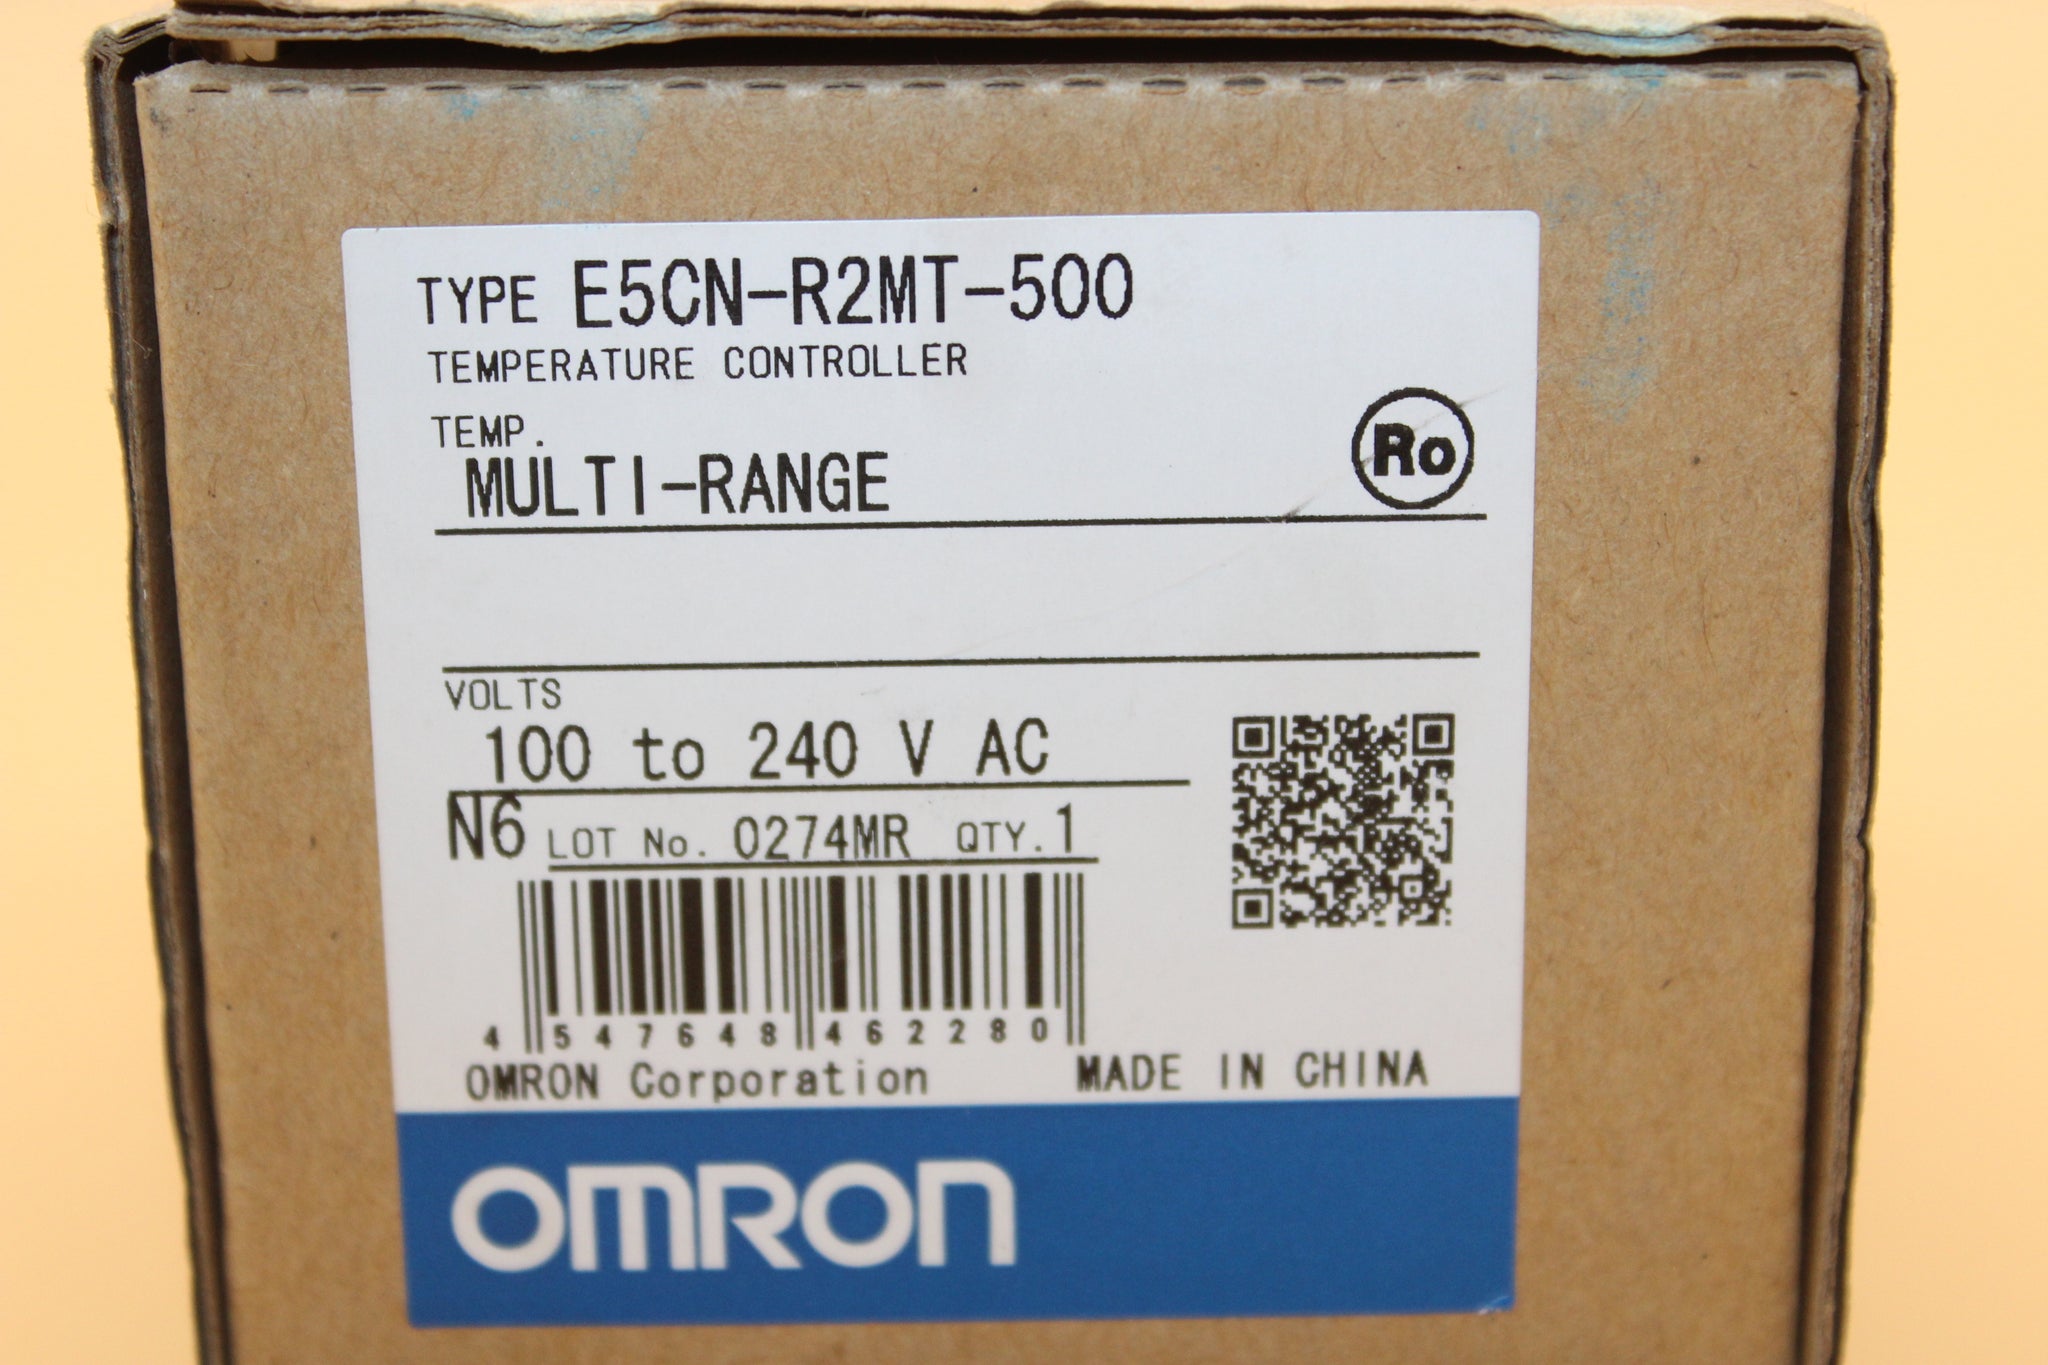 TYPE E5CN-R2MT-500
TEMPERATURE CONTROLLER
TEMP.
MULTI-RANGE
Ro
VOLTS
100 to 240 V AC
N6 LOT No. 0274MR QTY. 1
4 547648 462280
OMRON Corporation MADE IN CHINA
OMRON